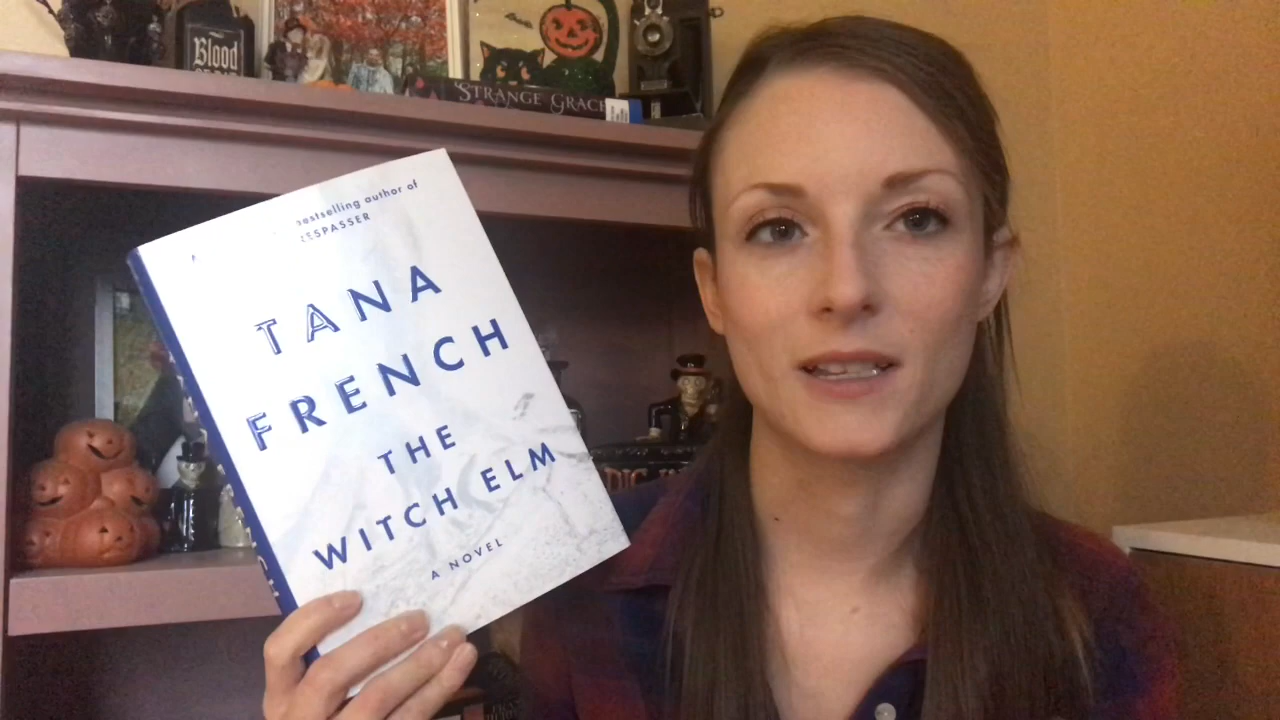 Blood
STRANGE GRACE
bestselling author of
RESPASSER
TANA
FRENCH
THE
WITCH ELM
A NOVEL